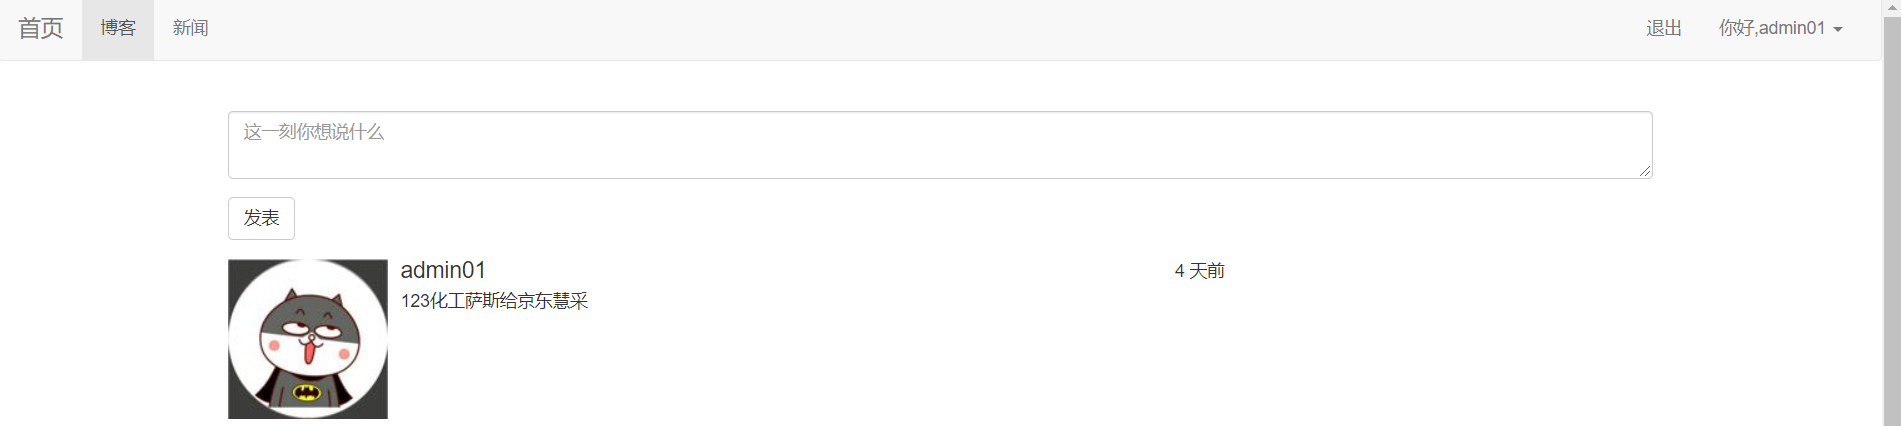 首页 博客 新闻 退出 你好,admin01
这一刻你想说什么
发表
admin01 4 天前
123化工萨斯给京东慧采